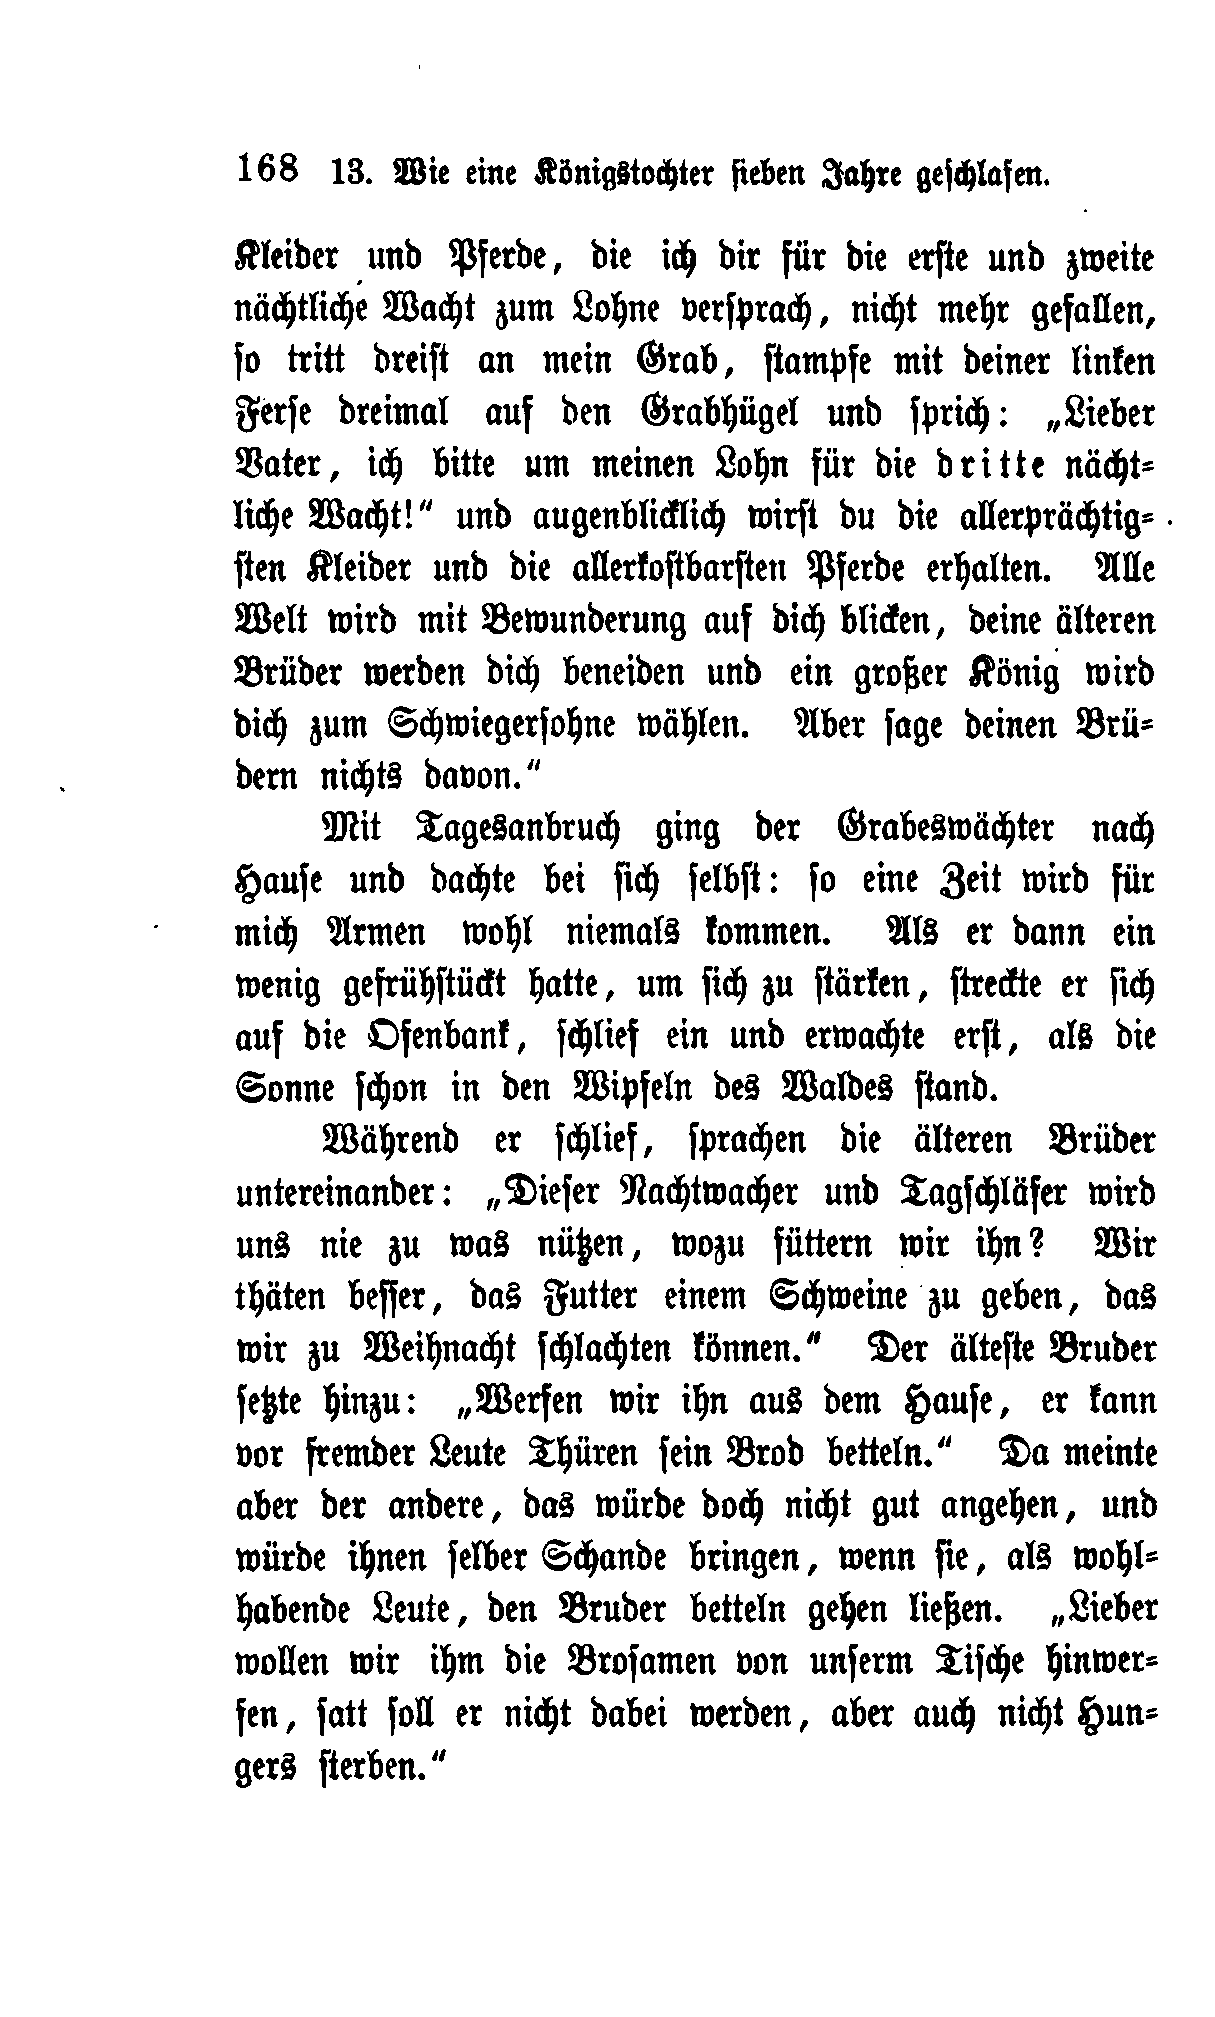 168 13. Wie eine Königstochter sieben Jahre geschlafen.
Kleider und Pferde, die ich dir für die erste und zweite
nächtliche Wacht zum Lohne versprach, nicht mehr gefallen,
so tritt dreist an mein Grab, stampfe mit deiner linken
Ferse dreimal auf den Grabhügel und sprich: „Lieber
Vater, ich bitte um meinen Lohn für die dritte nächt-
liche Wacht!“ und augenblicklich wirst du die allerprächtig-
sten Kleider und die allerkostbarsten Pferde erhalten. Alle
Welt wird mit Bewunderung auf dich blicken, deine älteren
Brüder werden dich beneiden und ein großer König wird
dich zum Schwiegersohne wählen. Aber sage deinen Brü-
dern nichts davon.“
Mit Tagesanbruch ging der Grabeswächter nach
Hause und dachte bei sich selbst: so eine Zeit wird für
mich Armen wohl niemals kommen. Als er dann ein
wenig gefrühstückt hatte, um sich zu stärken, streckte er sich
auf die Ofenbank, schlief ein und erwachte erst, als die
Sonne schon in den Wipfeln des Waldes stand.
Während er schlief, sprachen die älteren Brüder
untereinander: „Dieser Nachtwacher und Tagschläfer wird
uns nie zu was nützen, wozu füttern wir ihn? Wir
thäten besser, das Futter einem Schweine zu geben, das
wir zu Weihnacht schlachten können.“ Der älteste Bruder
setzte hinzu: „Werfen wir ihn aus dem Hause, er kann
vor fremder Leute Thüren sein Brod betteln.“ Da meinte
aber der andere, das würde doch nicht gut angehen, und
würde ihnen selber Schande bringen, wenn sie, als wohl-
habende Leute, den Bruder betteln gehen ließen. „Lieber
wollen wir ihm die Brosamen von unserm Tische hinwer-
fen, satt soll er nicht dabei werden, aber auch nicht Hun-
gers sterben.“